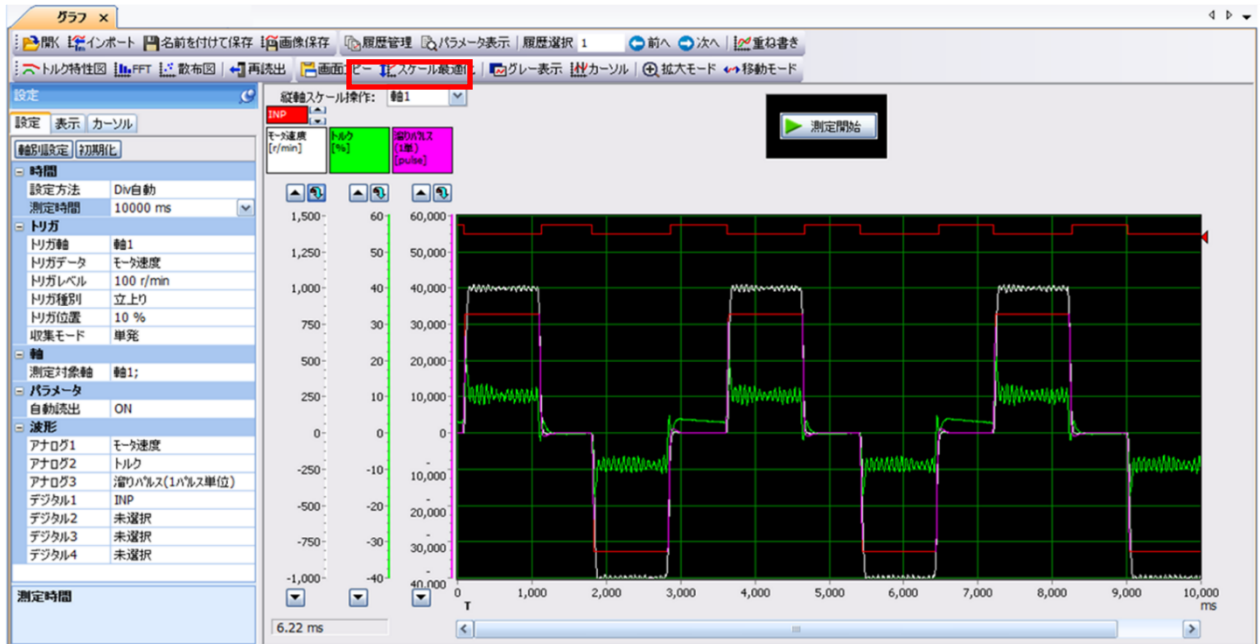 グラフ ×
開く インポート 名前を付けて保存 画像保存 履歴管理 パラメータ表示 履歴選択 1 前へ 次へ 重ね書き
トルク特性図 FFT 散布図 再読出 画面コピー スケール最適化 グレー表示 カーソル 拡大モード 移動モード
設定
設定 表示 カーソル
軸別設定 初期化
時間
設定方法 Div自動
測定時間 10000 ms
トリガ
トリガ軸 軸1
トリガデータ モータ速度
トリガレベル 100 r/min
トリガ種別 立上り
トリガ位置 10 %
収集モード 単発
軸
測定対象軸 軸1;
パラメータ
自動読出 ON
波形
アナログ1 モータ速度
アナログ2 トルク
アナログ3 溜りパルス(1パルス単位)
デジタル1 INP
デジタル2 未選択
デジタル3 未選択
デジタル4 未選択
測定時間
縦軸スケール操作: 軸1
INP
モータ速度 [r/min]
トルク [%]
溜りパルス (1単) [pulse]
測定開始
1,500 60 60,000
1,250 50 50,000
1,000 40 40,000
750 30 30,000
500 20 20,000
250 10 10,000
0 0 0
-250 -10 -10,000
-500 -20 -20,000
-750 -30 -30,000
-1,000 -40 -40,000
0 1,000 2,000 3,000 4,000 5,000 6,000 7,000 8,000 9,000 10,000
T ms
6.22 ms